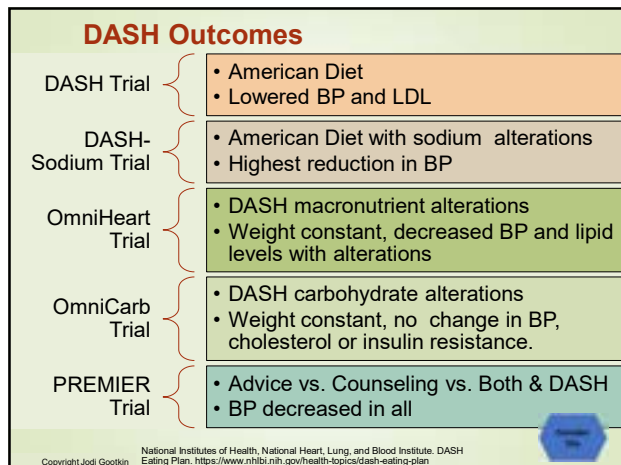 DASH Outcomes
DASH Trial
• American Diet
• Lowered BP and LDL
DASH-
Sodium Trial
• American Diet with sodium alterations
• Highest reduction in BP
OmniHeart
Trial
• DASH macronutrient alterations
• Weight constant, decreased BP and lipid
levels with alterations
OmniCarb
Trial
• DASH carbohydrate alterations
• Weight constant, no change in BP,
cholesterol or insulin resistance.
PREMIER
Trial
• Advice vs. Counseling vs. Both & DASH
• BP decreased in all
Copyright Jodi Gootkin
National Institutes of Health, National Heart, Lung, and Blood Institute. DASH
Eating Plan. https://www.nhlbi.nih.gov/health-topics/dash-eating-plan